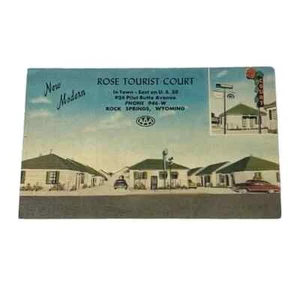 New
Modern
ROSE TOURIST COURT
In Town - East on U.S. 30
928 Pilot Butte Avenue
PHONE 946-W
ROCK SPRINGS, WYOMING
AAA